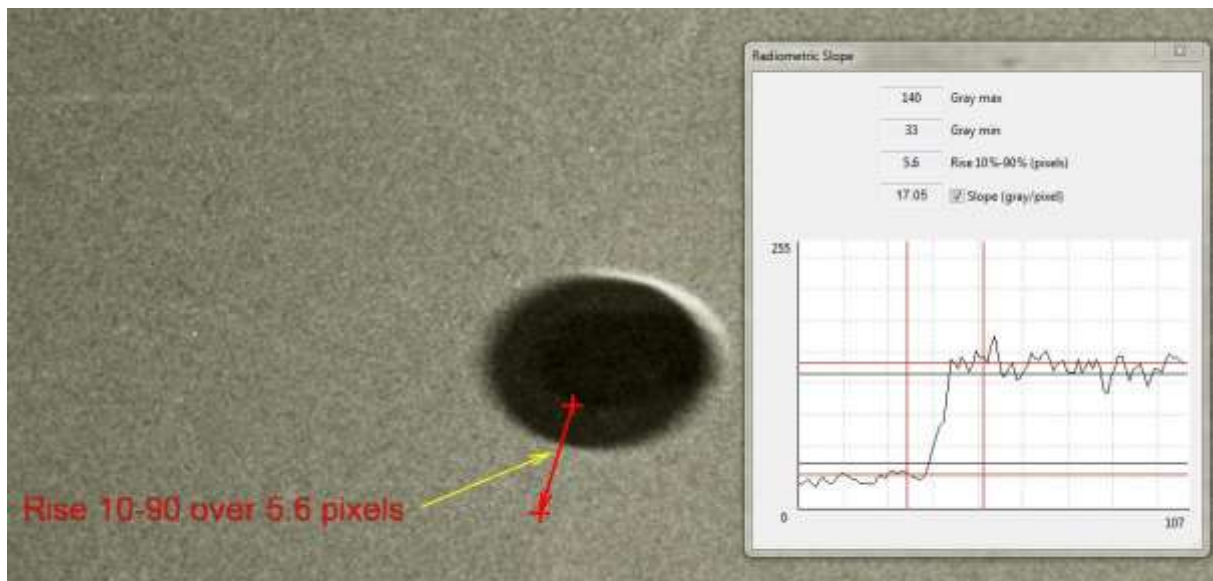 Radiometric Slope
140 Gray max
33 Gray min
5.6 Rise 10%-90% (pixels)
17.05 Slope (gray/pixel)
255
0
107
Rise 10-90 over 5.6 pixels